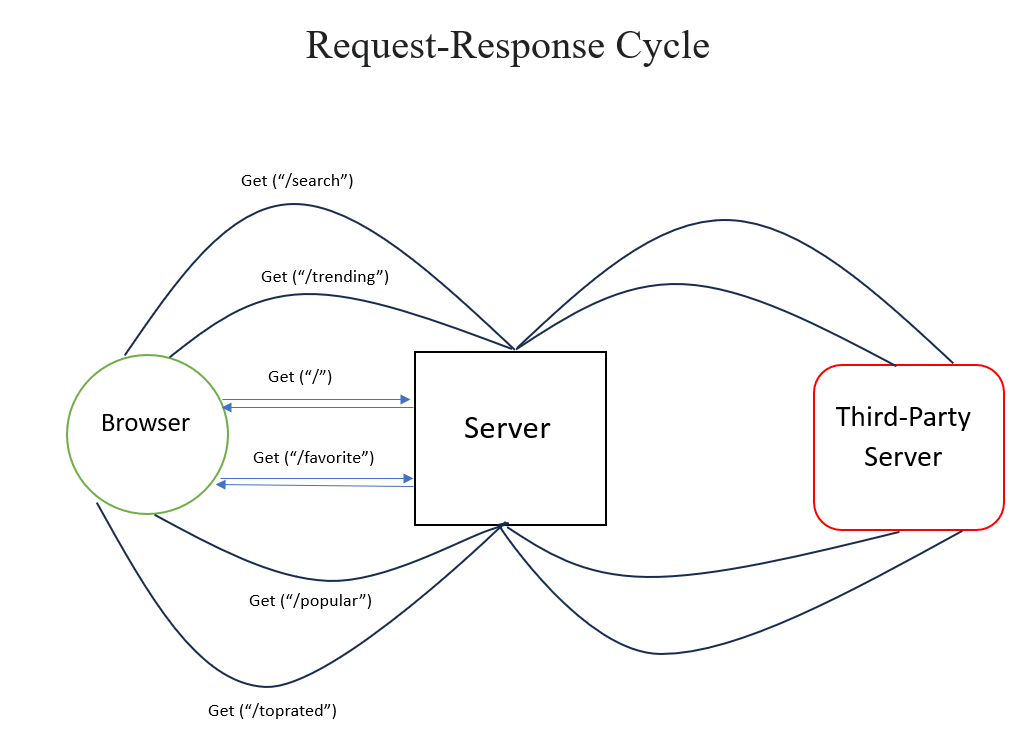 Request-Response Cycle
Get (“/search”)
Get (“/trending”)
Get (“/”)
Browser
Server
Third-Party
Server
Get (“/favorite”)
Get (“/popular”)
Get (“/toprated”)